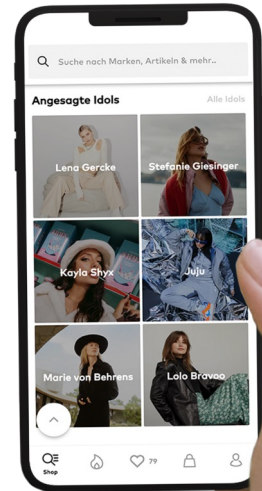 Suche nach Marken, Artikeln & mehr..
Angesagte Idols
Alle Idols
Lena Gercke
Stefanie Giesinger
Kayla Shyx
Juju
Marie von Behrens
Lolo Bravoo
79
Shop